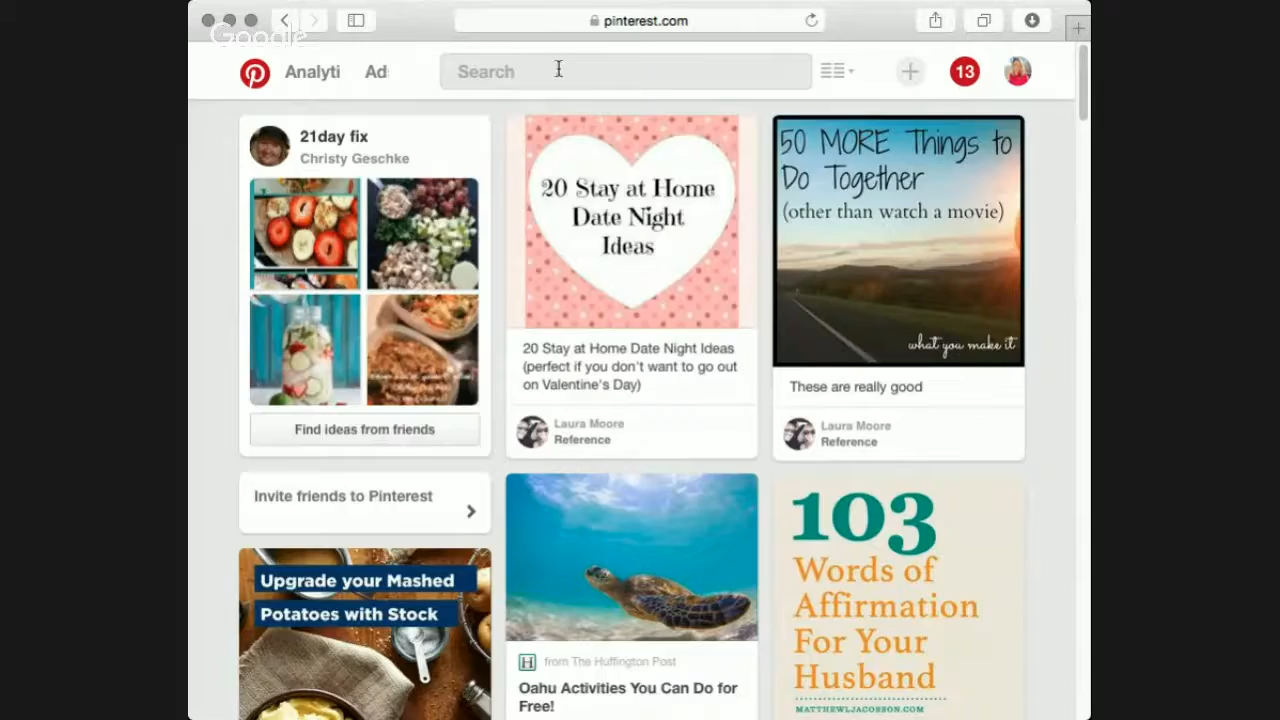 pinterest.com
Google
Analyti Ad Search 13
21day fix
Christy Geschke
Find ideas from friends
Invite friends to Pinterest
Upgrade your Mashed
Potatoes with Stock
20 Stay at Home
Date Night
Ideas
20 Stay at Home Date Night Ideas
(perfect if you don't want to go out
on Valentine's Day)
Laura Moore
Reference
from The Huffington Post
Oahu Activities You Can Do for
Free!
50 MORE Things to
Do Together
(other than watch a movie)
what you make it
These are really good
Laura Moore
Reference
103
Words of
Affirmation
For Your
Husband
MATTHEWLJACOBSON.COM